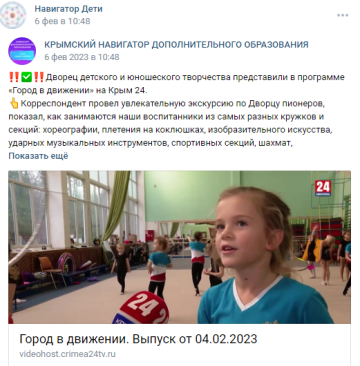 Навигатор Дети
6 фев в 10:48
КРЫМСКИЙ НАВИГАТОР ДОПОЛНИТЕЛЬНОГО ОБРАЗОВАНИЯ
6 фев 2023 в 10:48
‼️✅‼️Дворец детского и юношеского творчества представили в программе
«Город в движении» на Крым 24.
👆Корреспондент провел увлекательную экскурсию по Дворцу пионеров,
показал, как занимаются наши воспитанники из самых разных кружков и
секций: хореографии, плетения на коклюшках, изобразительного искусства,
ударных музыкальных инструментов, спортивных секций, шахмат,
Показать ещё
24
24
Город в движении. Выпуск от 04.02.2023
videohost.crimea24tv.ru